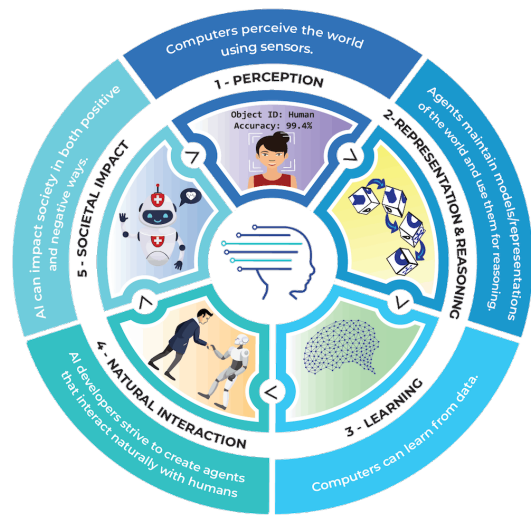 Computers perceive the world
using sensors.
1 - PERCEPTION
Object ID: Human
Accuracy: 99.4%
2-REPRESENTATION & REASONING
Agents maintain models/representations
of the world and use them for reasoning.
3 - LEARNING
Computers can learn from data.
4 - NATURAL INTERACTION
AI developers strive to create agents
that interact naturally with humans
5 - SOCIETAL IMPACT
AI can impact society in both positive
and negative ways.